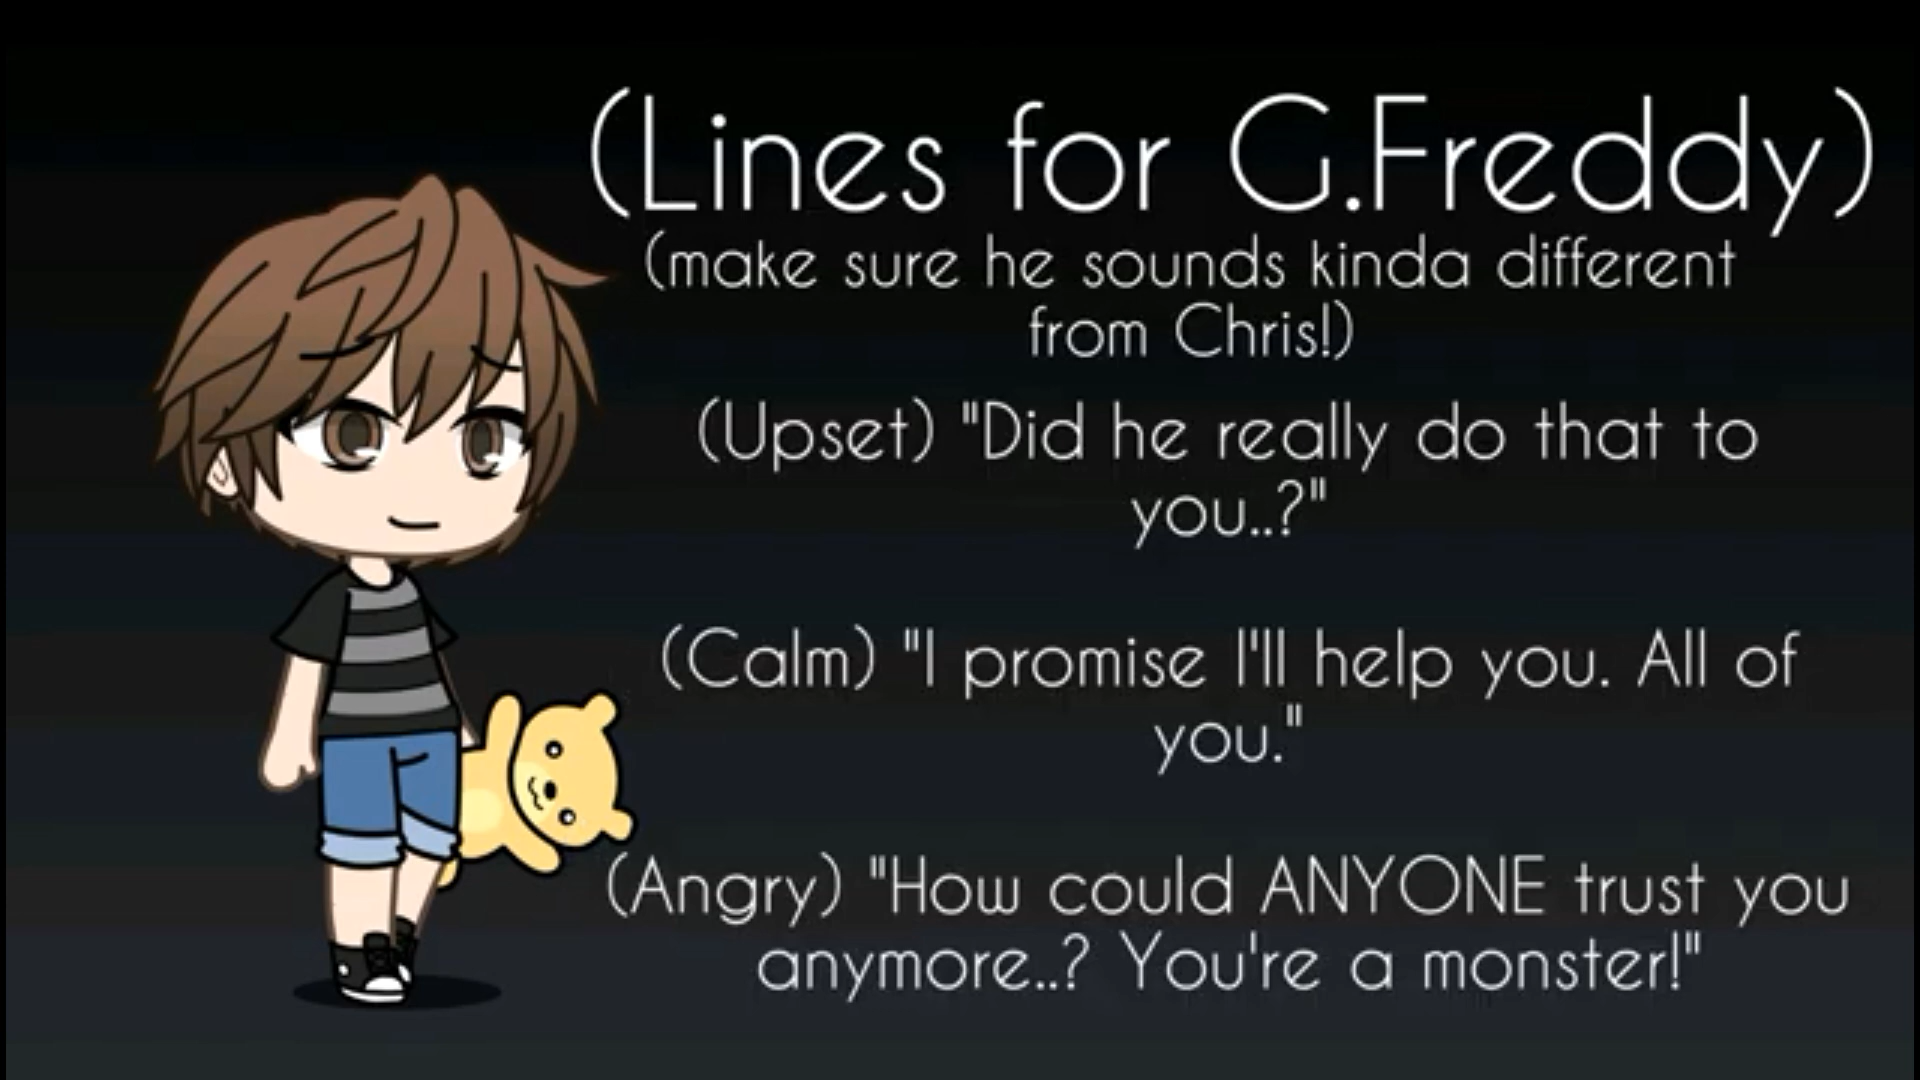 (Lines for G.Freddy)
(make sure he sounds kinda different
from Chris!)
(Upset) "Did he really do that to
you..?"
(Calm) "I promise I'll help you. All of
you."
(Angry) "How could ANYONE trust you
anymore..? You're a monster!"